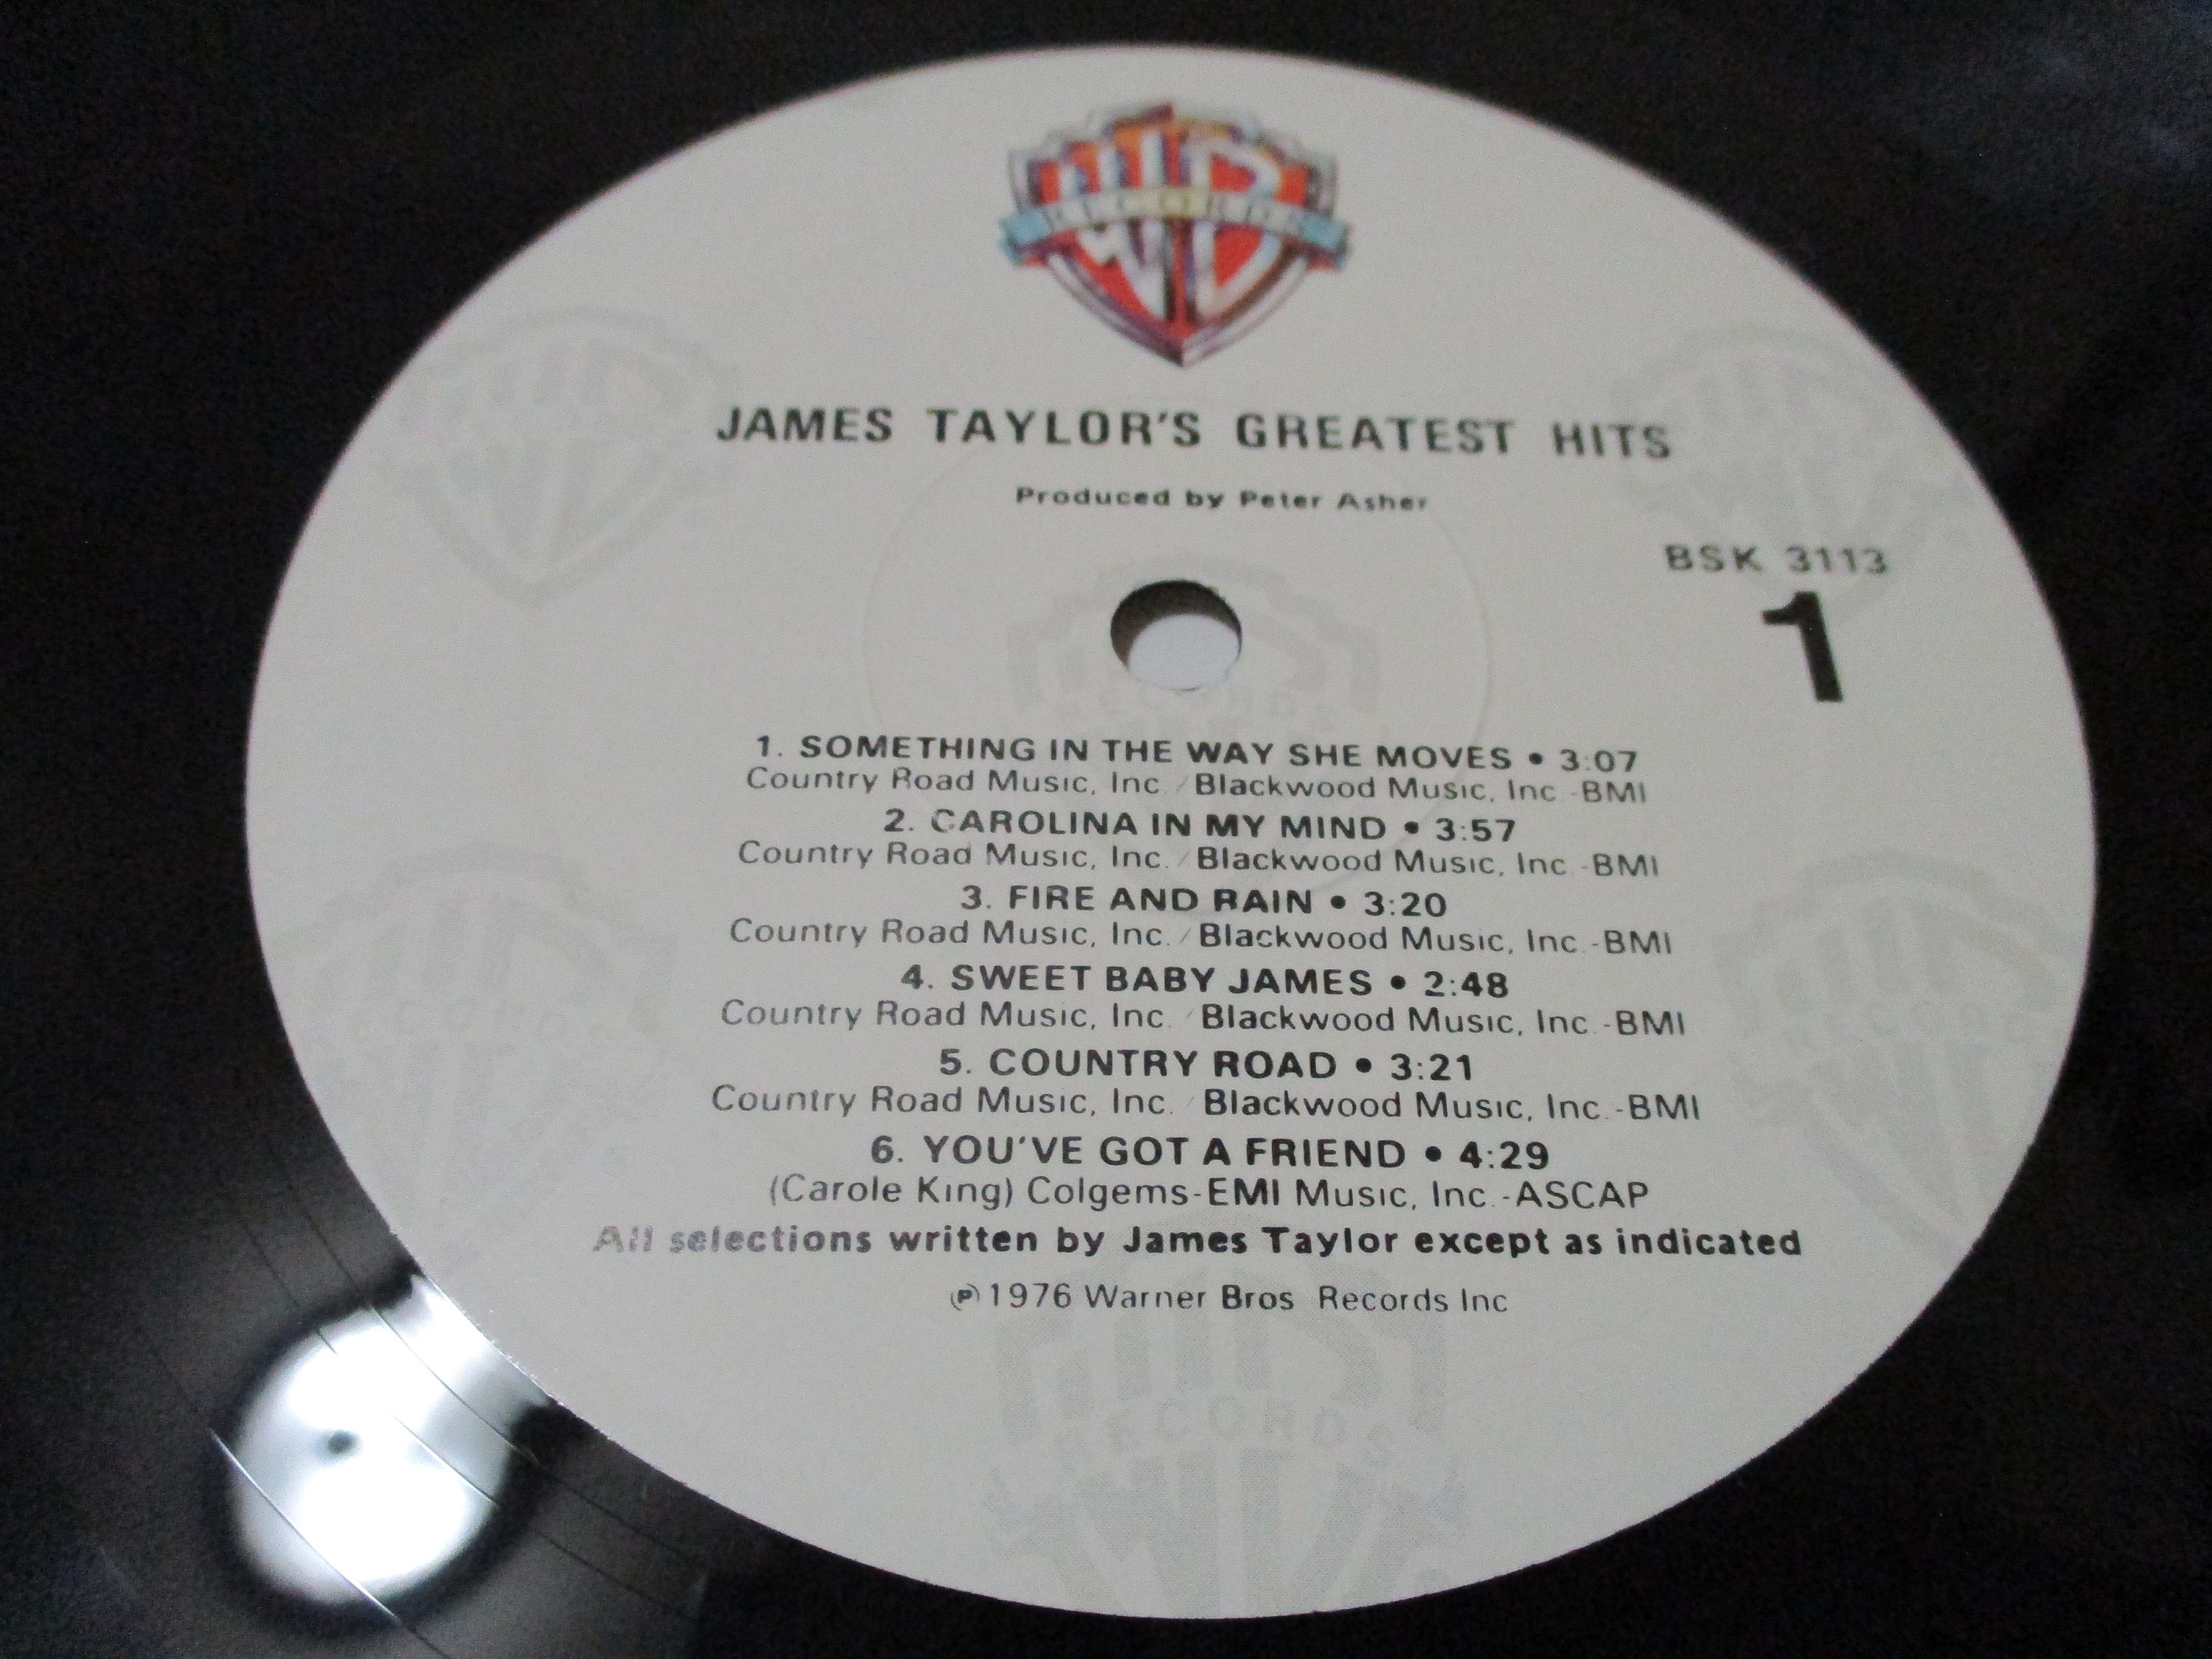 WB
RECORDS
JAMES TAYLOR'S GREATEST HITS
Produced by Peter Asher
BSK 3113
1
1. SOMETHING IN THE WAY SHE MOVES • 3:07
Country Road Music, Inc. / Blackwood Music, Inc.-BMI
2. CAROLINA IN MY MIND • 3:57
Country Road Music, Inc. / Blackwood Music, Inc.-BMI
3. FIRE AND RAIN • 3:20
Country Road Music, Inc. / Blackwood Music, Inc.-BMI
4. SWEET BABY JAMES • 2:48
Country Road Music, Inc. / Blackwood Music, Inc.-BMI
5. COUNTRY ROAD • 3:21
Country Road Music, Inc. / Blackwood Music, Inc.-BMI
6. YOU'VE GOT A FRIEND • 4:29
(Carole King) Colgems-EMI Music, Inc.-ASCAP
All selections written by James Taylor except as indicated
℗1976 Warner Bros Records Inc
RECORDS